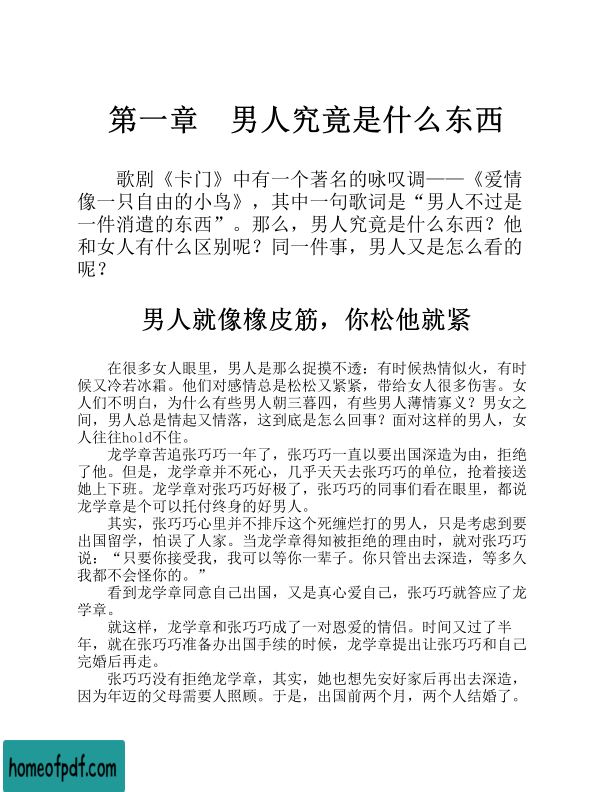 第一章　男人究竟是什么东西
歌剧《卡门》中有一个著名的咏叹调——《爱情
像一只自由的小鸟》，其中一句歌词是“男人不过是
一件消遣的东西”。那么，男人究竟是什么东西？他
和女人有什么区别呢？同一件事，男人又是怎么看的
呢？
男人就像橡皮筋，你松他就紧
在很多女人眼里，男人是那么捉摸不透：有时候热情似火，有时
候又冷若冰霜。他们对感情总是松松又紧紧，带给女人很多伤害。女
人们不明白，为什么有些男人朝三暮四，有些男人薄情寡义？男女之
间，男人总是情起又情落，这到底是怎么回事？面对这样的男人，女
人往往hold不住。
龙学章苦追张巧巧一年了，张巧巧一直以要出国深造为由，拒绝
了他。但是，龙学章并不死心，几乎天天去张巧巧的单位，抢着接送
她上下班。龙学章对张巧巧好极了，张巧巧的同事们看在眼里，都说
龙学章是个可以托付终身的好男人。
其实，张巧巧心里并不排斥这个死缠烂打的男人，只是考虑到要
出国留学，怕误了人家。当龙学章得知被拒绝的理由时，就对张巧巧
说：“只要你接受我，我可以等你一辈子。你只管出去深造，等多久
我都不会怪你的。”
看到龙学章同意自己出国，又是真心爱自己，张巧巧就答应了龙
学章。
就这样，龙学章和张巧巧成了一对恩爱的情侣。时间又过了半
年，就在张巧巧准备办出国手续的时候，龙学章提出让张巧巧和自己
完婚后再走。
张巧巧没有拒绝龙学章，其实，她也想先安好家后再出去深造，
因为年迈的父母需要人照顾。于是，出国前两个月，两个人结婚了。
homeofpdf.com